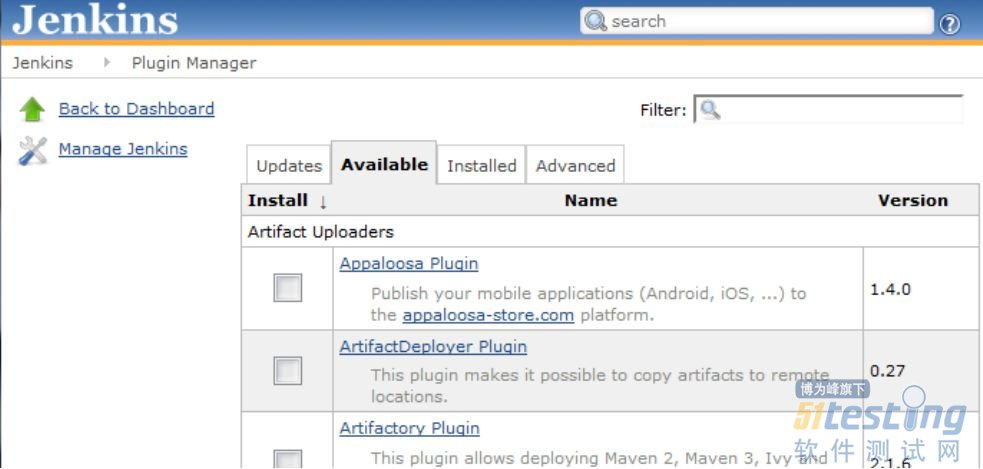 Jenkins
search
Jenkins Plugin Manager
Back to Dashboard
Filter:
Manage Jenkins
Updates Available Installed Advanced
Install ↓ Name Version
Artifact Uploaders
Appaloosa Plugin
Publish your mobile applications (Android, iOS, ...) to
the appaloosa-store.com platform.
1.4.0
ArtifactDeployer Plugin
This plugin makes it possible to copy artifacts to remote
locations.
0.27
Artifactory Plugin
This plugin allows deploying Maven 2, Maven 3, Ivy and
2.1.6
博为峰旗下
51testing
软件测试网